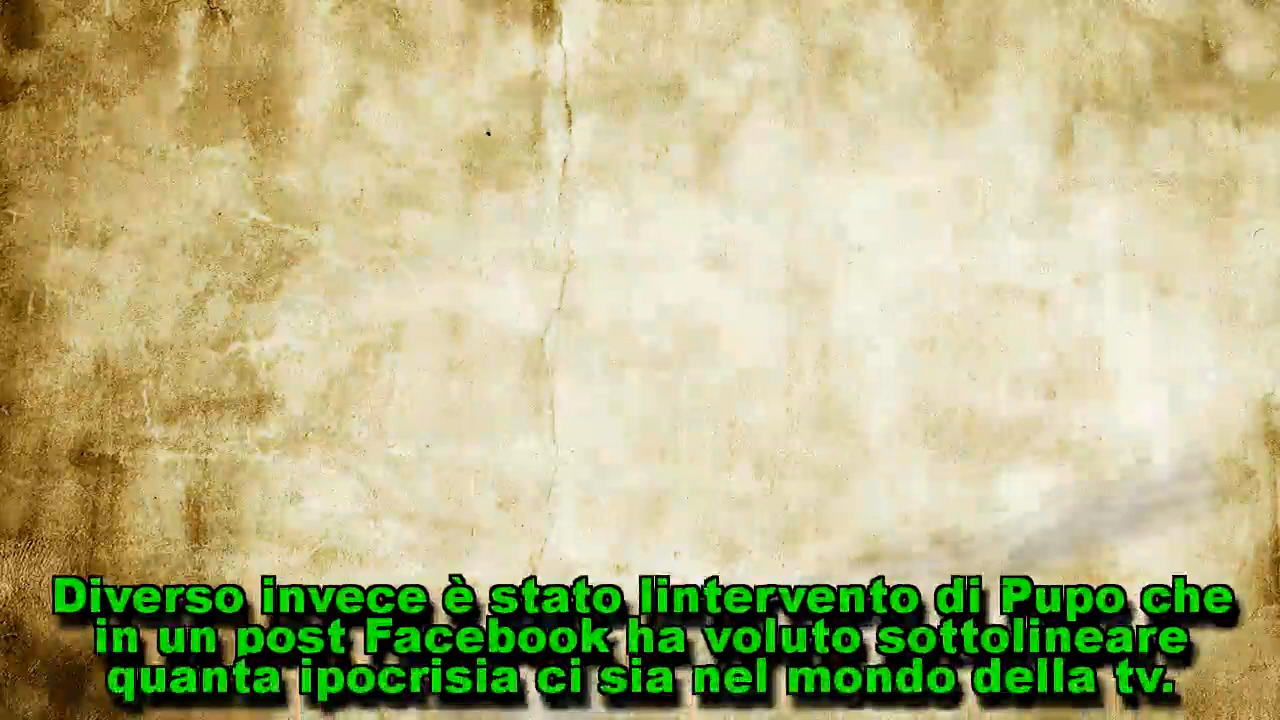 Diverso invece è stato lintervento di Pupo che
in un post Facebook ha voluto sottolineare
quanta ipocrisia ci sia nel mondo della tv.